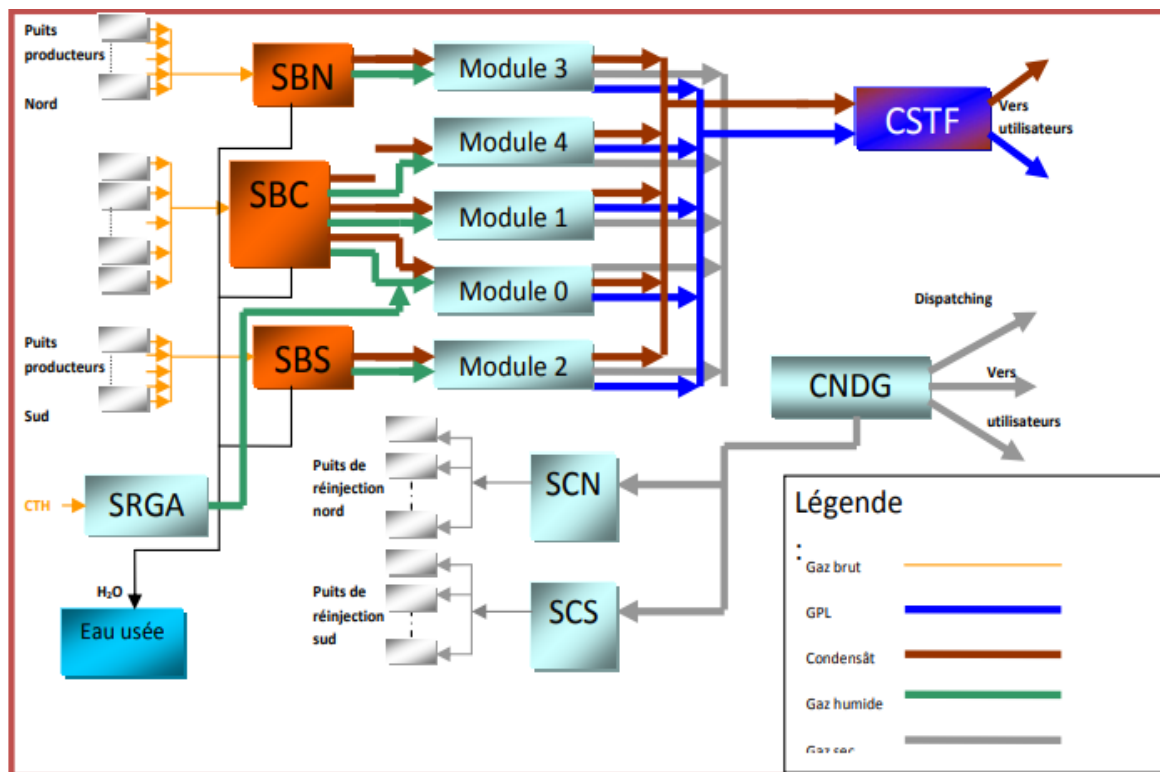 Puits
producteurs
Nord
SBN
Module 3
CSTF
Vers
utilisateurs
Module 4
SBC
Module 1
Module 0
Puits
producteurs
Sud
SBS
Module 2
Dispatching
CNDG
Vers
utilisateurs
CTH
SRGA
Puits de
réinjection
nord
SCN
H₂O
Eau usée
Puits de
réinjection
sud
SCS
Légende
:
Gaz brut
GPL
Condensât
Gaz humide
Gaz sec